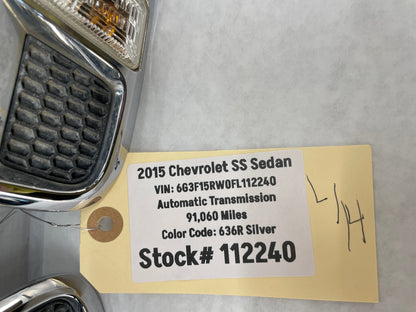 2015 Chevrolet SS Sedan
VIN: 6G3F15RW0FL112240
Automatic Transmission
91,060 Miles
Color Code: 636R Silver
Stock# 112240
L/H